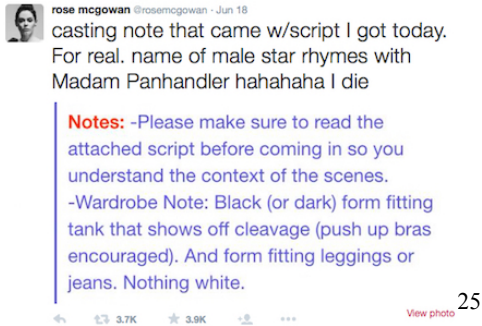 rose mcgowan @rosemcgowan · Jun 18
casting note that came w/script I got today.
For real. name of male star rhymes with
Madam Panhandler hahahaha I die
Notes: -Please make sure to read the
attached script before coming in so you
understand the context of the scenes.
-Wardrobe Note: Black (or dark) form fitting
tank that shows off cleavage (push up bras
encouraged). And form fitting leggings or
jeans. Nothing white.
3.7K 3.9K View photo 25